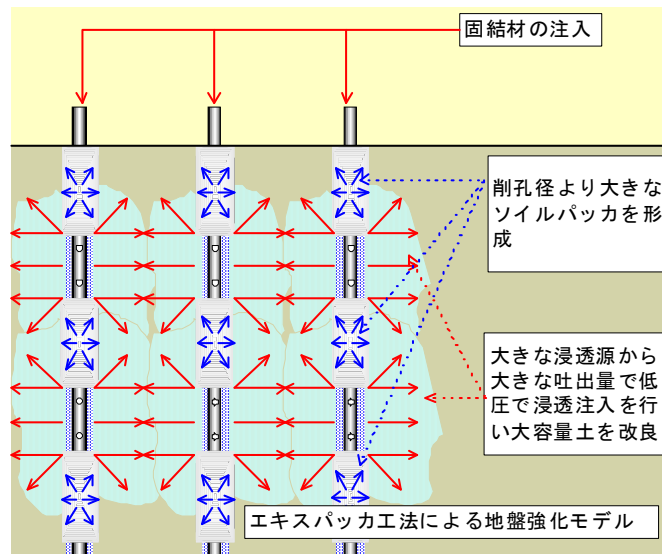 固結材の注入
削孔径より大きな
ソイルパッカを形
成
大きな浸透源から
大きな吐出量で低
圧で浸透注入を行
い大容量土を改良
エキスパッカ工法による地盤強化モデル